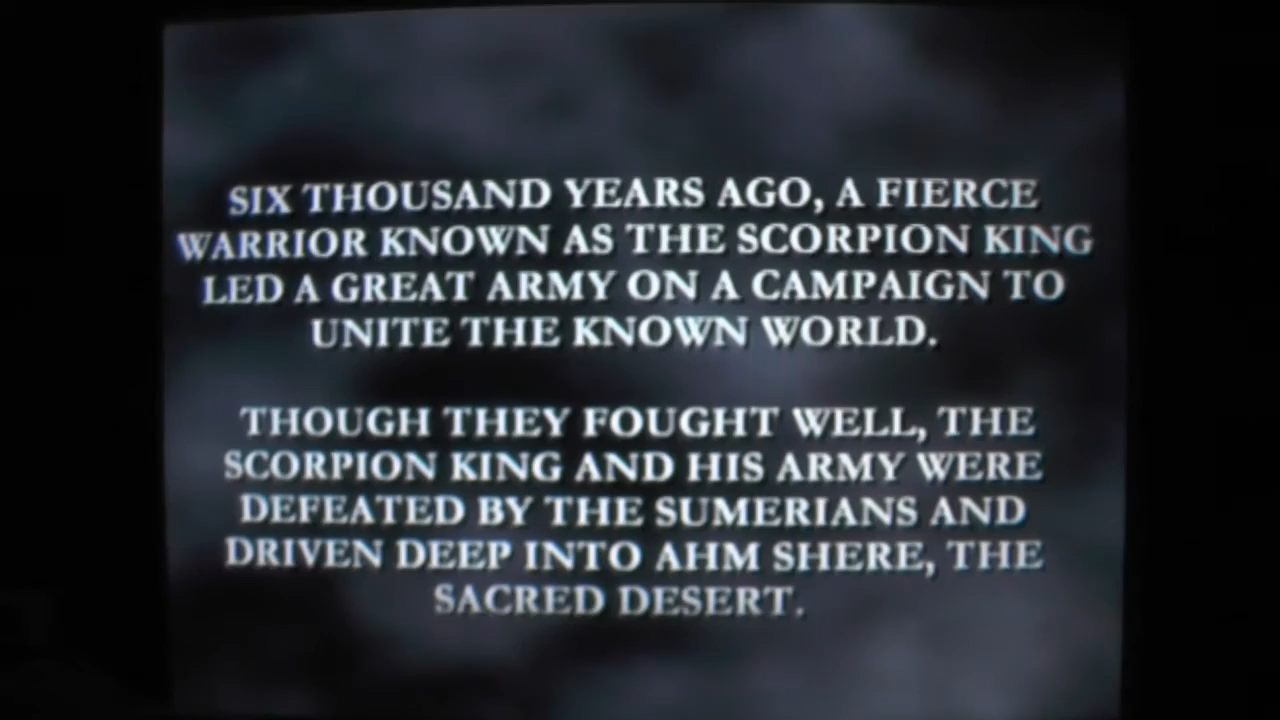 SIX THOUSAND YEARS AGO, A FIERCE
WARRIOR KNOWN AS THE SCORPION KING
LED A GREAT ARMY ON A CAMPAIGN TO
UNITE THE KNOWN WORLD.
THOUGH THEY FOUGHT WELL, THE
SCORPION KING AND HIS ARMY WERE
DEFEATED BY THE SUMERIANS AND
DRIVEN DEEP INTO AHM SHERE, THE
SACRED DESERT.